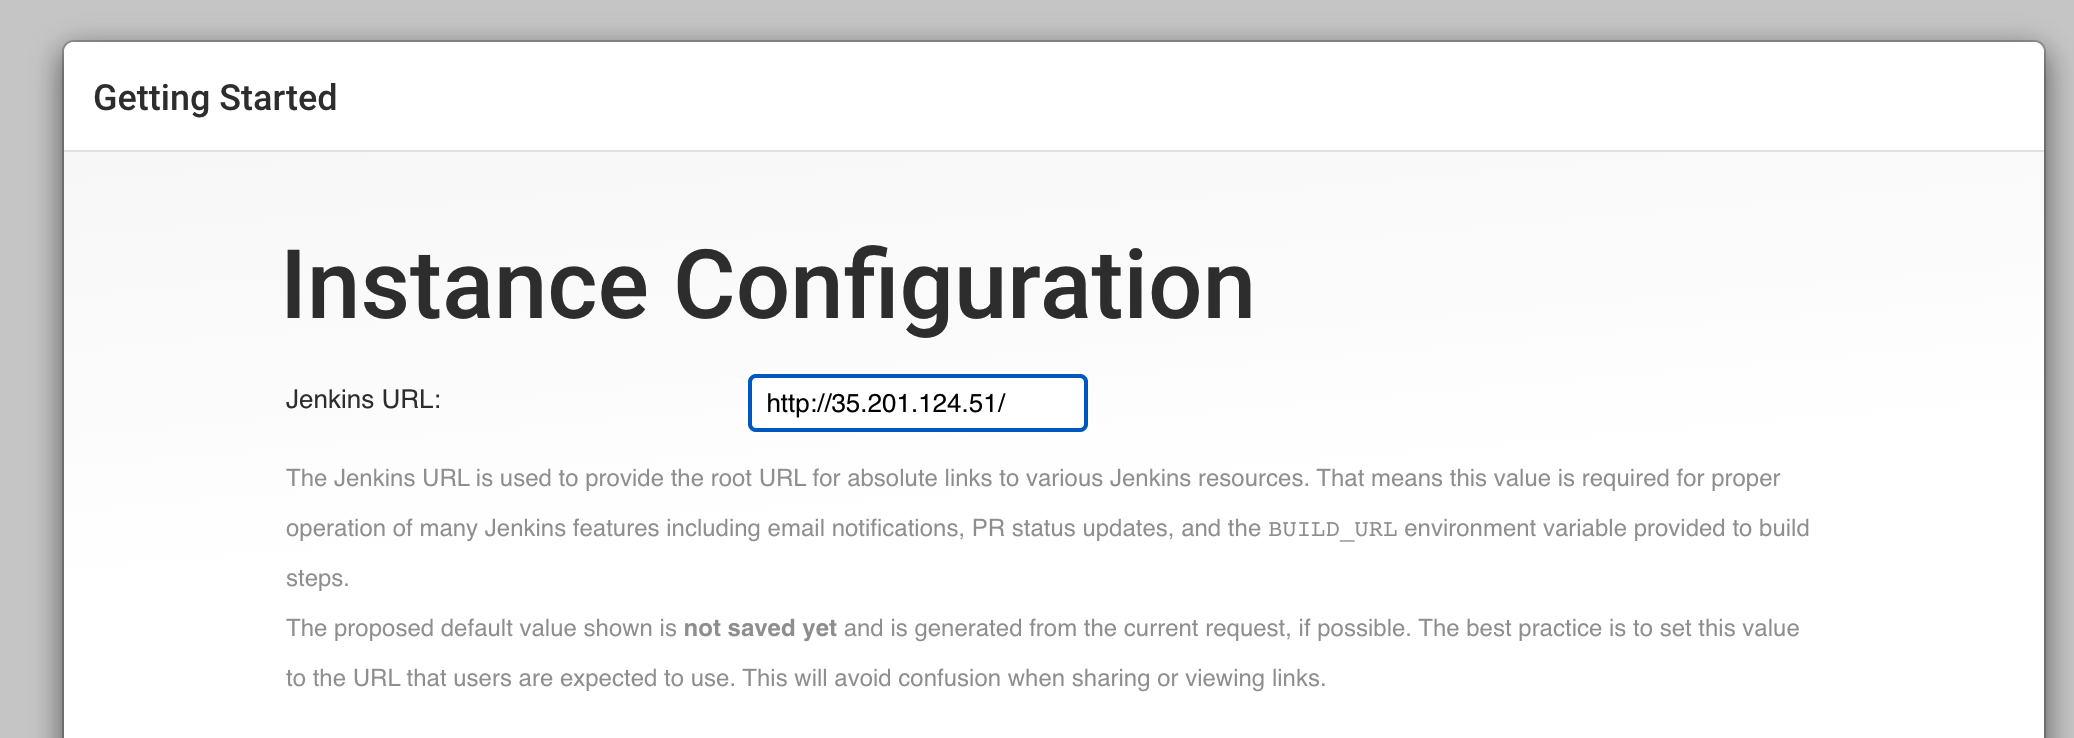 Getting Started
Instance Configuration
Jenkins URL:
http://35.201.124.51/
The Jenkins URL is used to provide the root URL for absolute links to various Jenkins resources. That means this value is required for proper
operation of many Jenkins features including email notifications, PR status updates, and the BUILD_URL environment variable provided to build
steps.
The proposed default value shown is not saved yet and is generated from the current request, if possible. The best practice is to set this value
to the URL that users are expected to use. This will avoid confusion when sharing or viewing links.